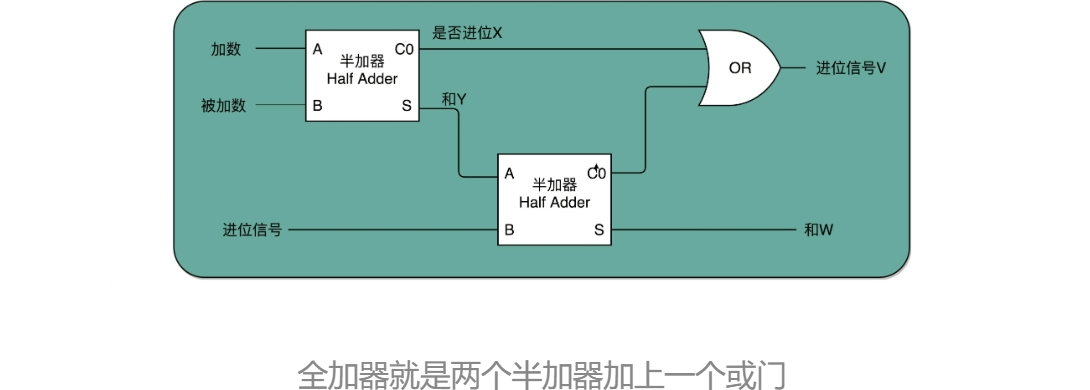 是否进位X
加数
A
C0
半加器
Half Adder
OR
进位信号V
被加数
B
S
和Y
A
C0
半加器
Half Adder
进位信号
B
S
和W
全加器就是两个半加器加上一个或门